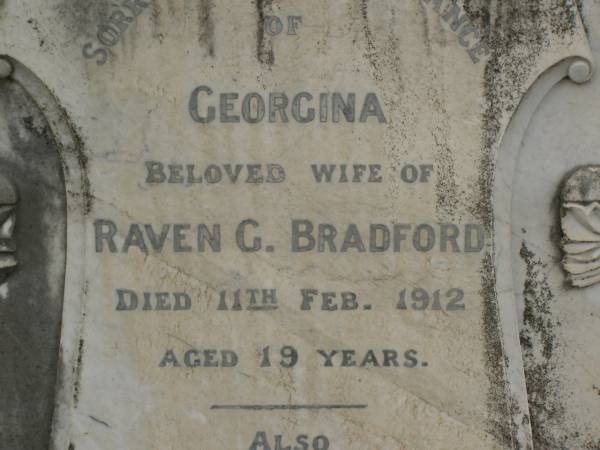 OF
GEORGINA
BELOVED WIFE OF
RAVEN G. BRADFORD
DIED 11TH FEB. 1912
AGED 19 YEARS.
ALSO